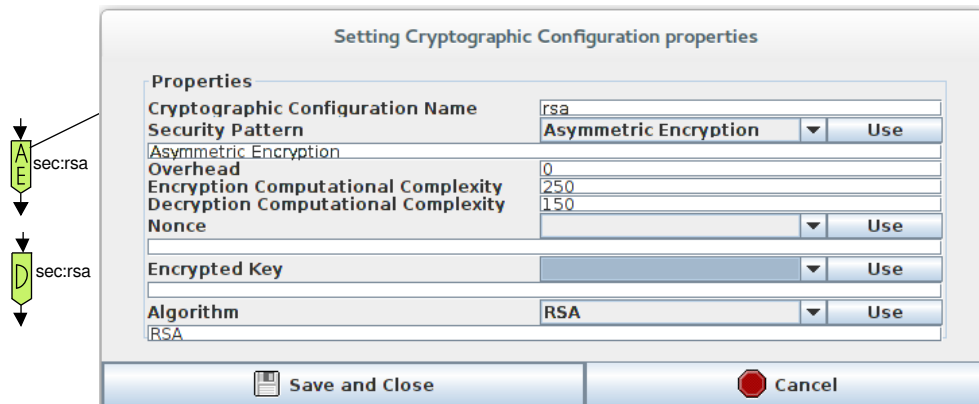 Setting Cryptographic Configuration properties
Properties
Cryptographic Configuration Name rsa
Security Pattern Asymmetric Encryption Use
Asymmetric Encryption
Overhead 0
Encryption Computational Complexity 250
Decryption Computational Complexity 150
Nonce Use
Encrypted Key Use
Algorithm RSA Use
RSA
Save and Close Cancel
A
E
sec:rsa
D sec:rsa